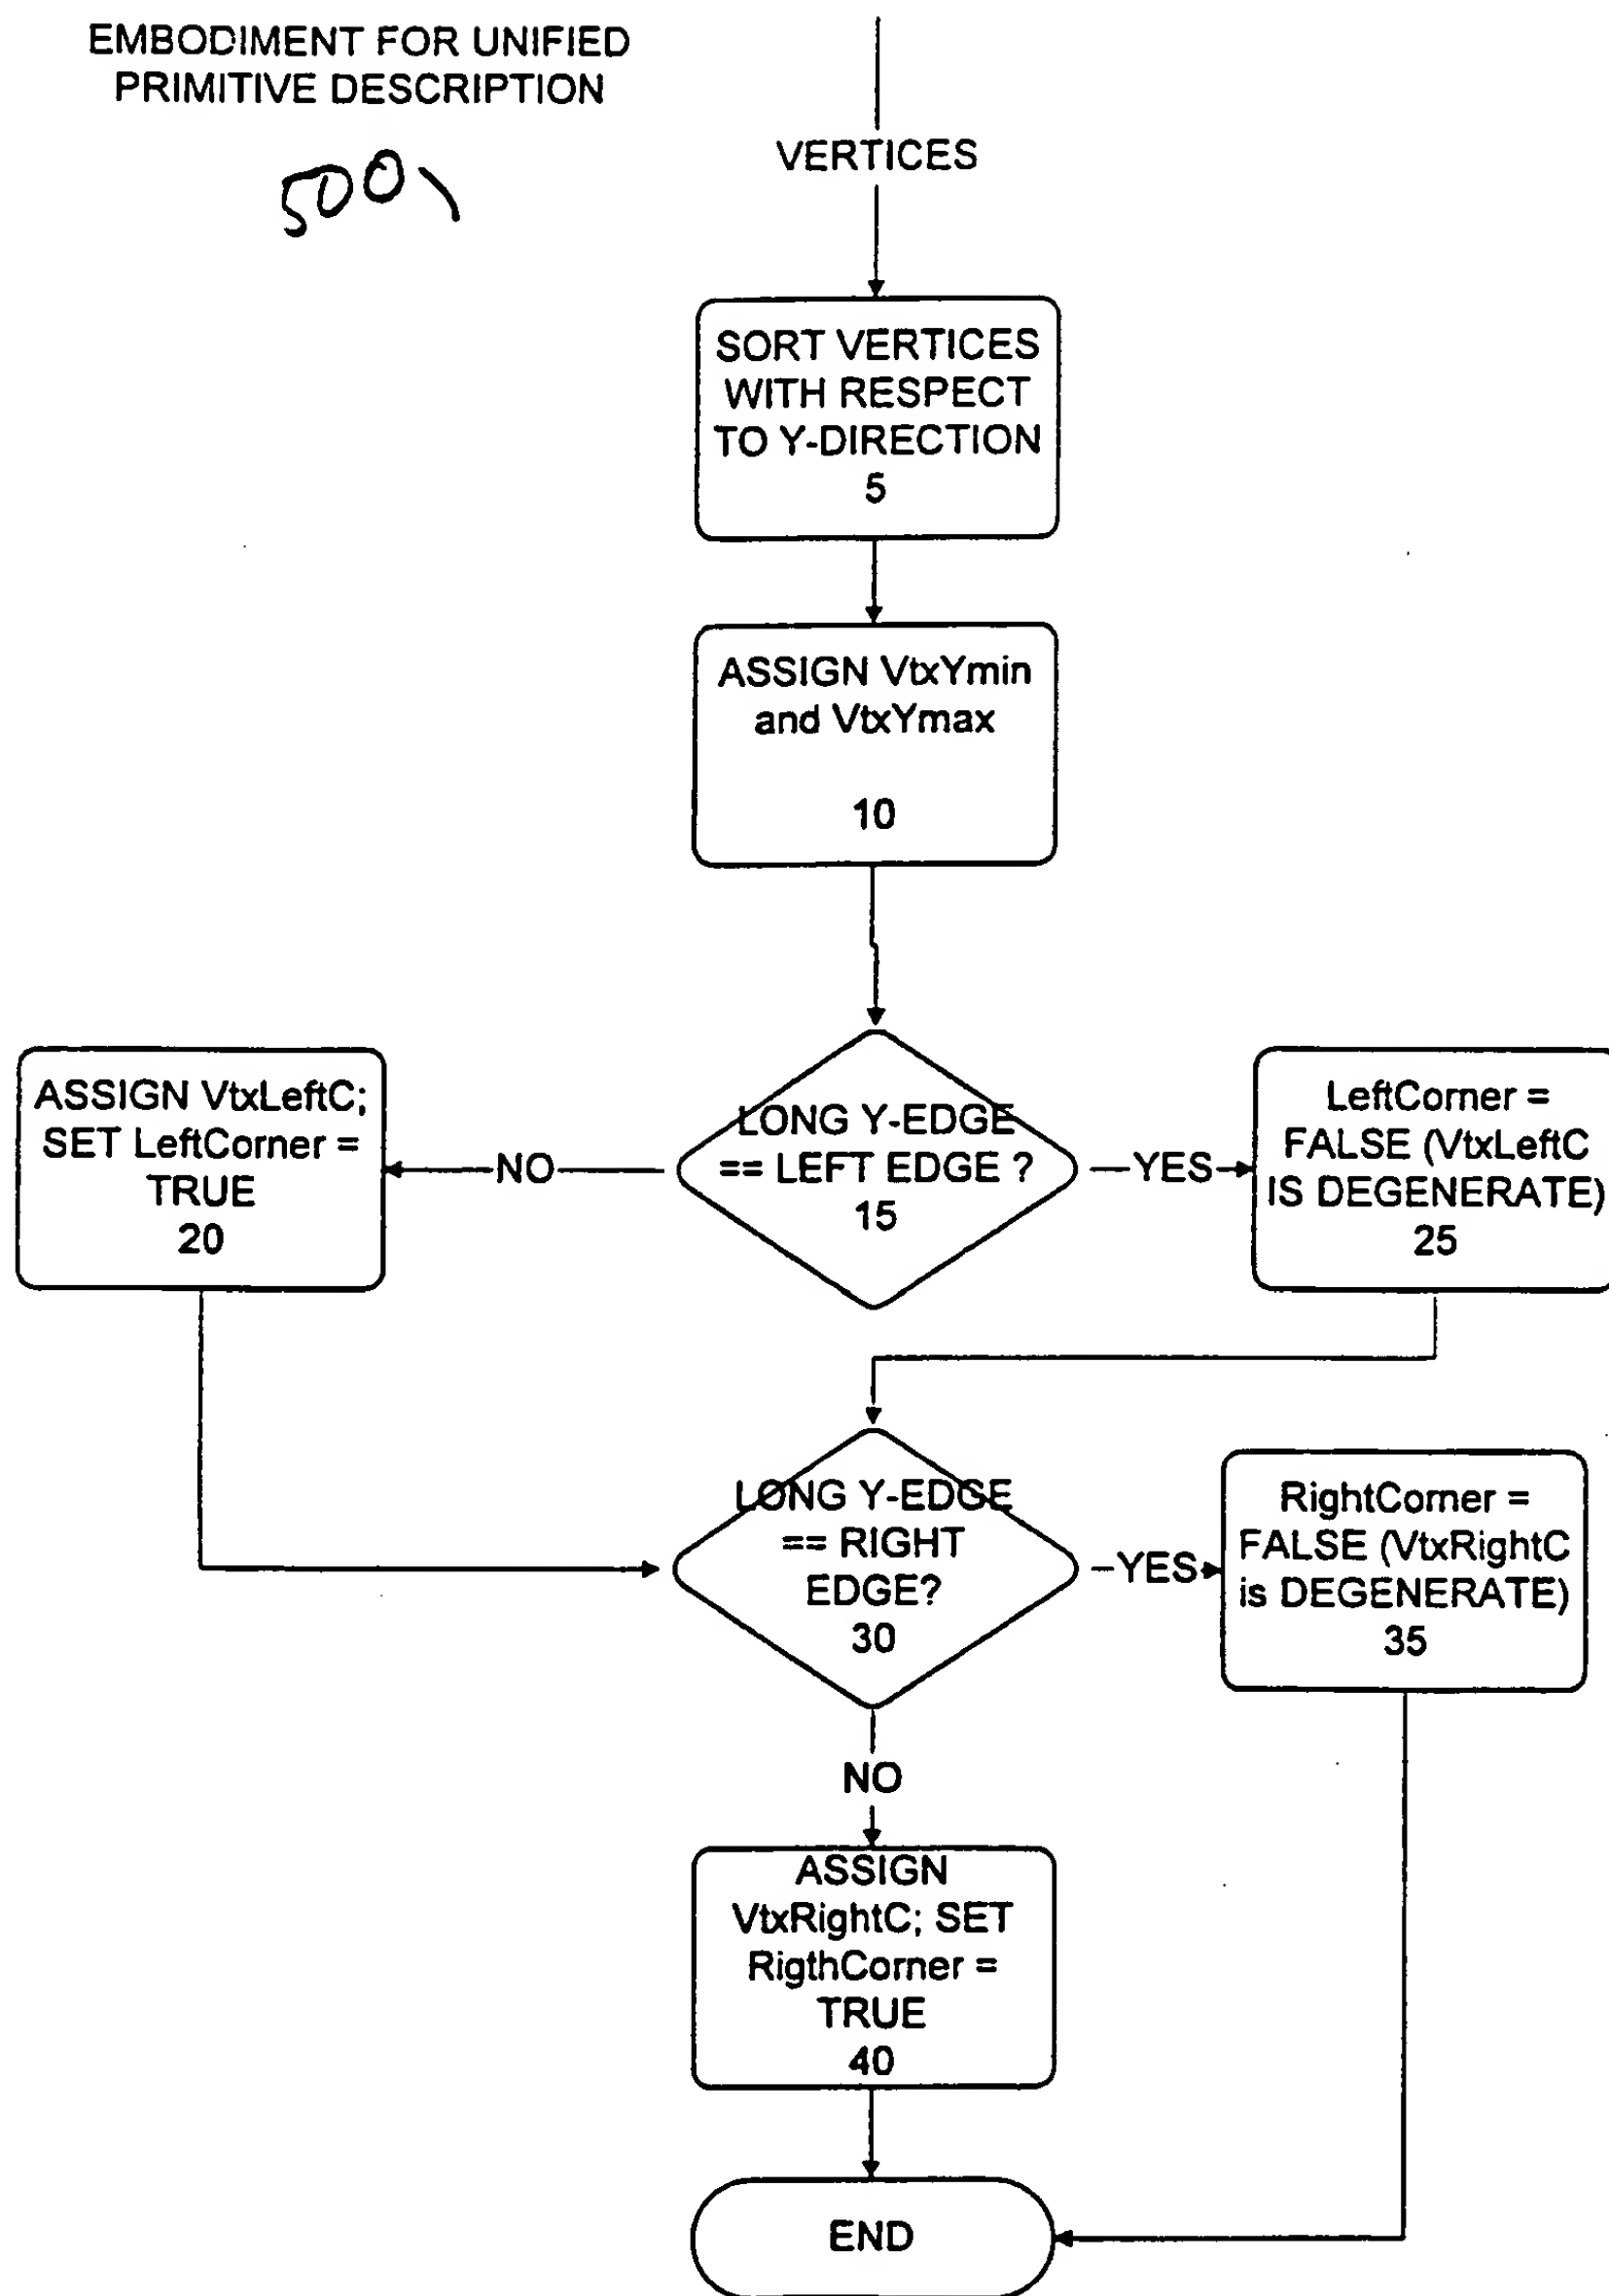 EMBODIMENT FOR UNIFIED
PRIMITIVE DESCRIPTION
500
VERTICES
SORT VERTICES
WITH RESPECT
TO Y-DIRECTION
5
ASSIGN VtxYmin
and VtxYmax
10
LONG Y-EDGE
== LEFT EDGE ?
15
NO
YES
ASSIGN VtxLeftC;
SET LeftCorner =
TRUE
20
LeftCorner =
FALSE (VtxLeftC
IS DEGENERATE)
25
LONG Y-EDGE
== RIGHT
EDGE?
30
YES
RightCorner =
FALSE (VtxRightC
is DEGENERATE)
35
NO
ASSIGN
VtxRightC; SET
RigthCorner =
TRUE
40
END